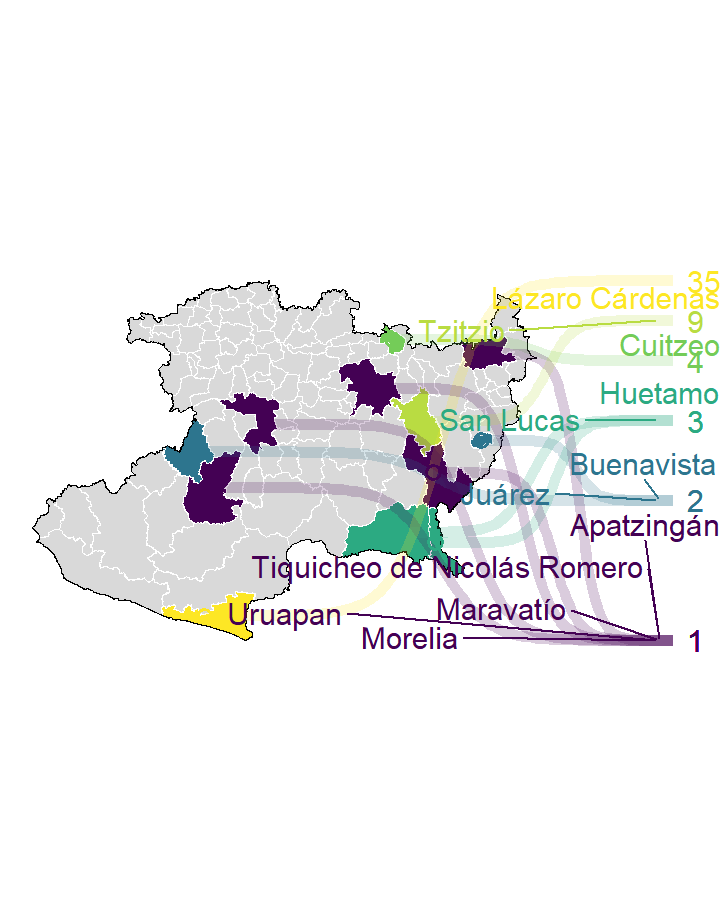 35
Lázaro Cárdenas
9
Tzitzio
Cuitzeo
4
Huetamo
3
San Lucas
Buenavista
2
Juárez
Apatzingán
Tiquicheo de Nicolás Romero
Maravatío
Uruapan
Morelia
1